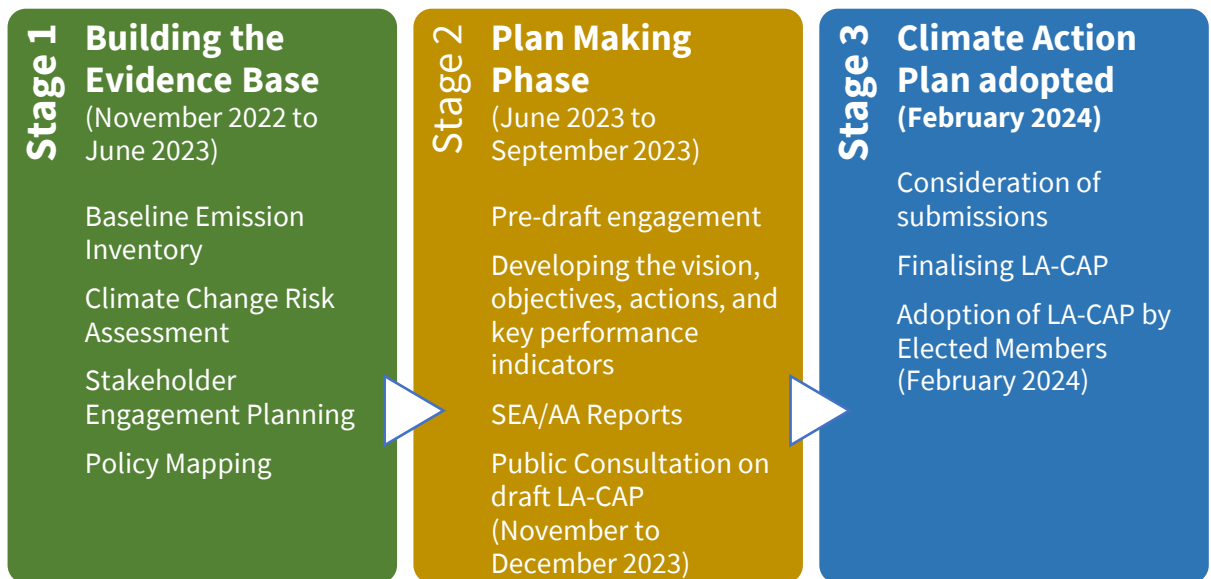 Stage 1
Building the
Evidence Base
(November 2022 to
June 2023)
Baseline Emission
Inventory
Climate Change Risk
Assessment
Stakeholder
Engagement Planning
Policy Mapping
Stage 2
Plan Making
Phase
(June 2023 to
September 2023)
Pre-draft engagement
Developing the vision,
objectives, actions, and
key performance
indicators
SEA/AA Reports
Public Consultation on
draft LA-CAP
(November to
December 2023)
Stage 3
Climate Action
Plan adopted
(February 2024)
Consideration of
submissions
Finalising LA-CAP
Adoption of LA-CAP by
Elected Members
(February 2024)